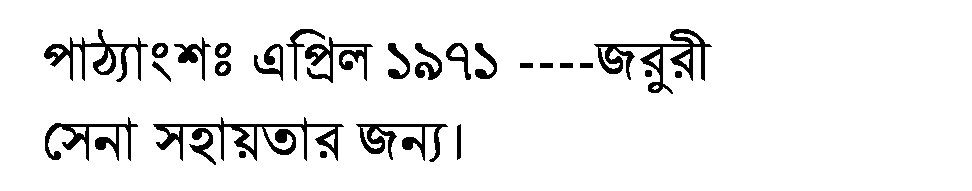 পাঠ্যাংশঃ এপ্রিল ১৯৭১ ----জরুরী
সেনা সহায়তার জন্য।